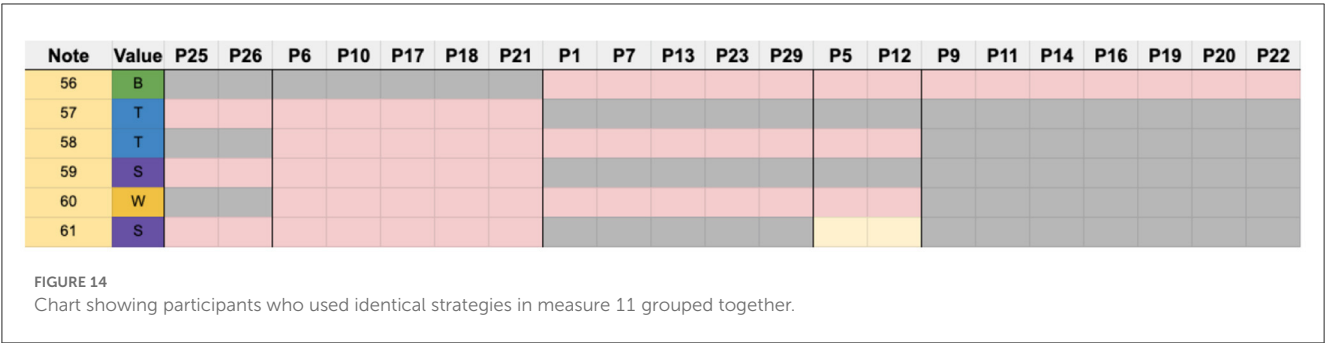 Note Value P25 P26 P6 P10 P17 P18 P21 P1 P7 P13 P23 P29 P5 P12 P9 P11 P14 P16 P19 P20 P22
56 B
57 T
58 T
59 S
60 W
61 S
FIGURE 14
Chart showing participants who used identical strategies in measure 11 grouped together.